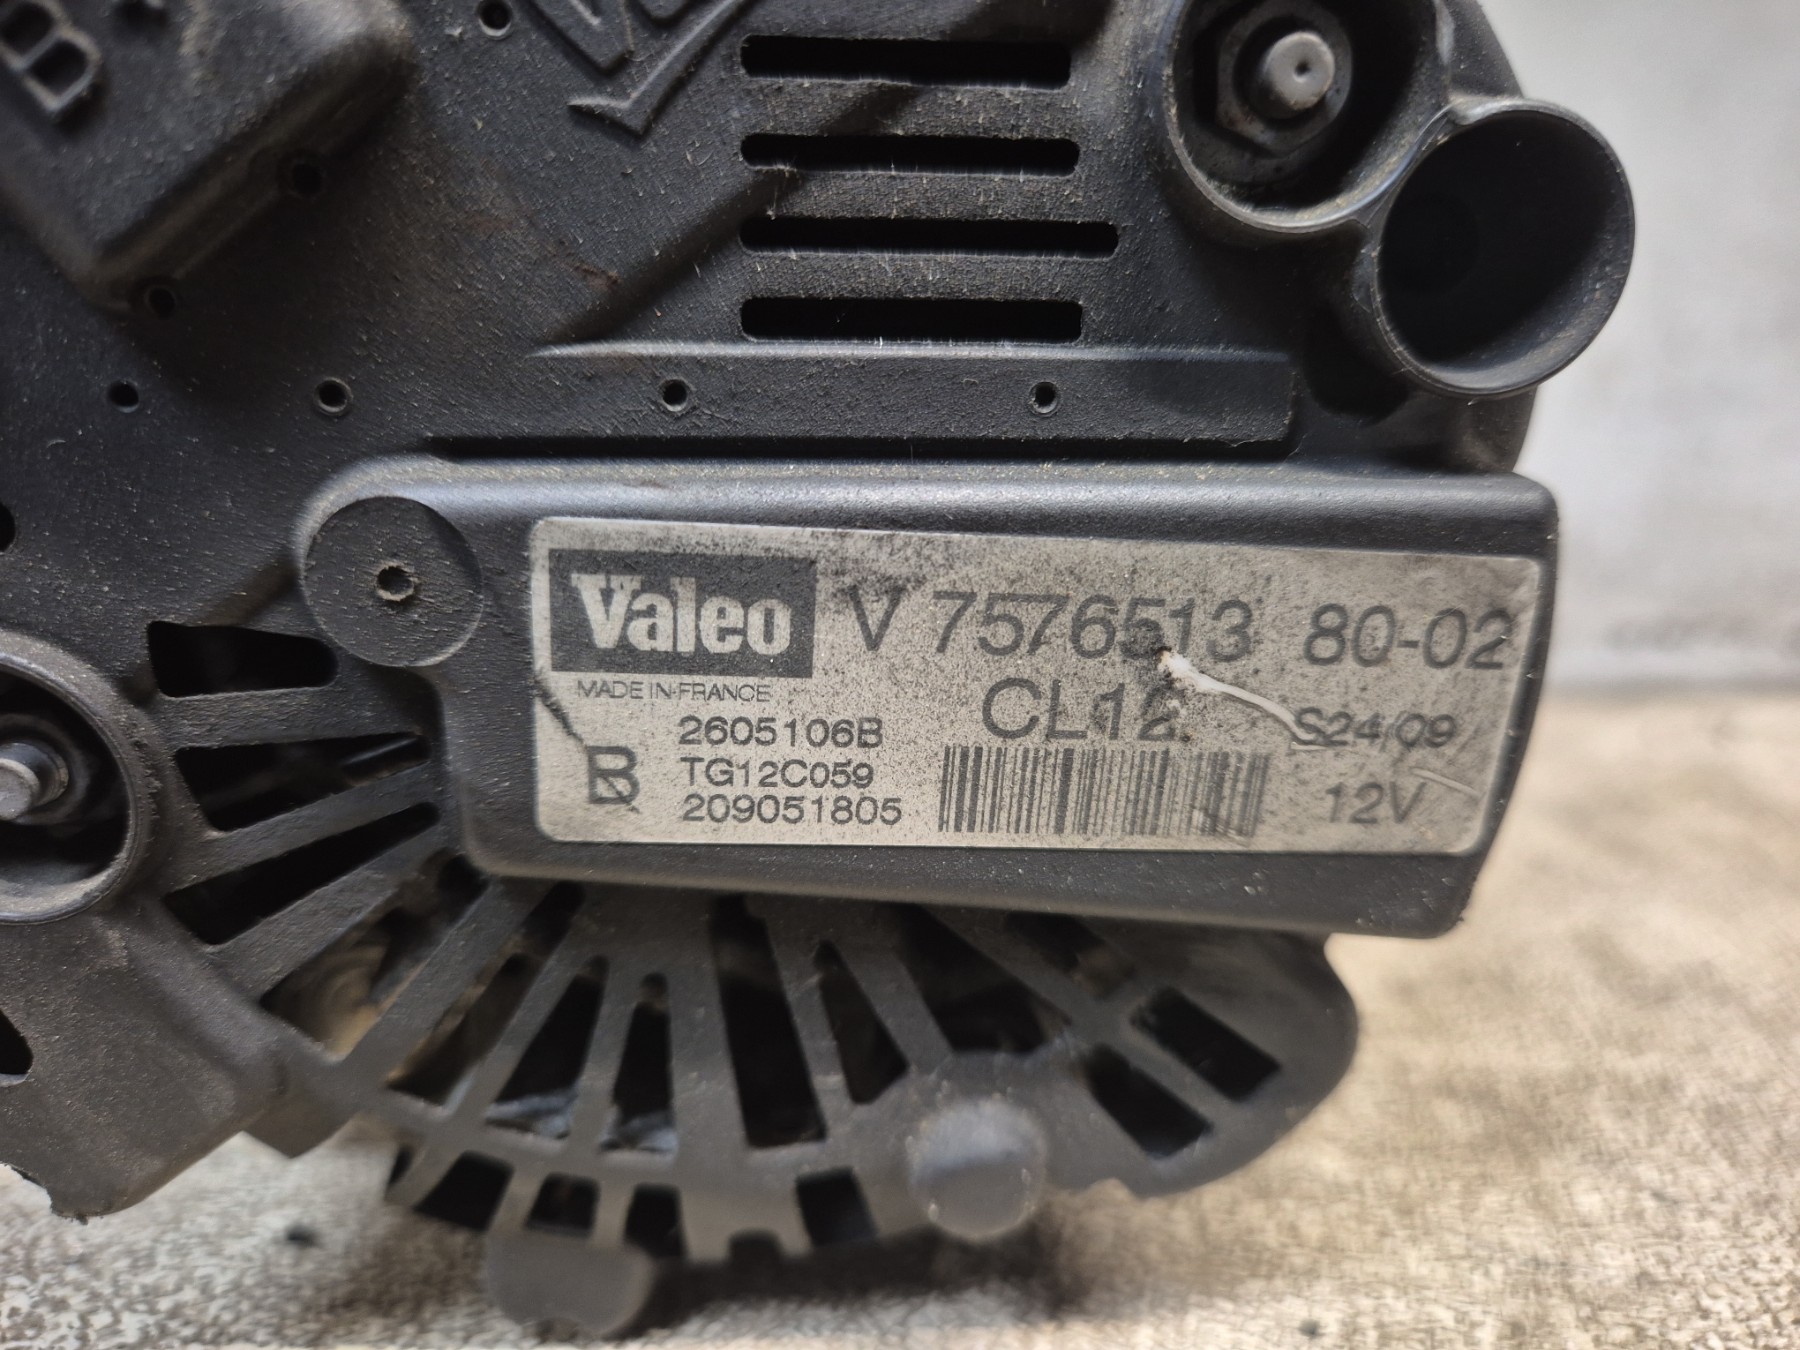 B+
Valeo V 7576513 80-02
MADE IN FRANCE
CL12
2605106B S24/09
B TG12C059
209051805 12V